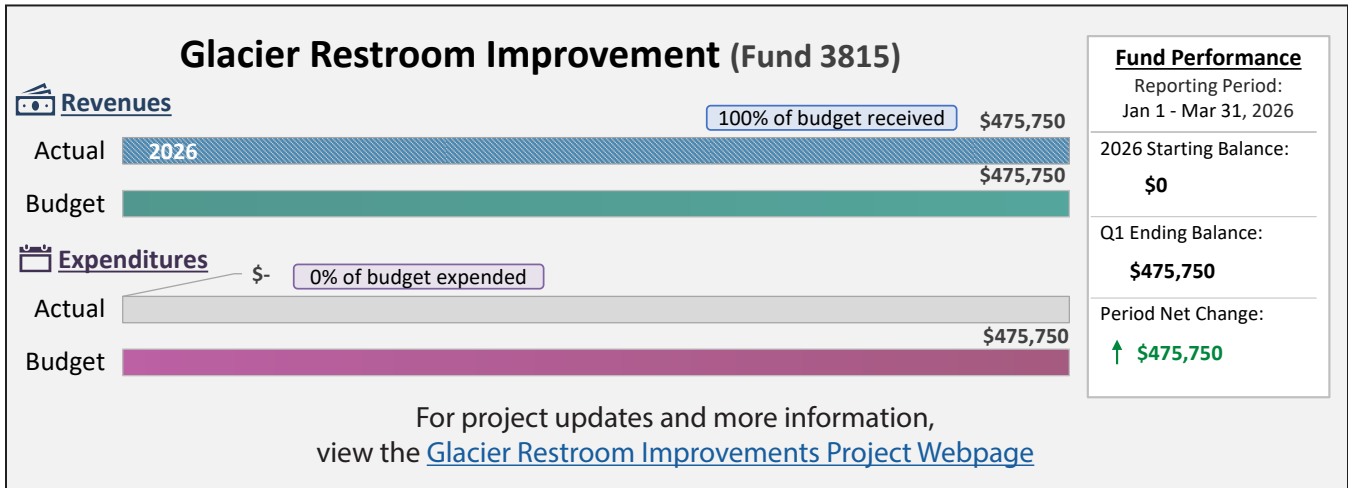 Glacier Restroom Improvement (Fund 3815)
Revenues
100% of budget received
$475,750
Actual
2026
$475,750
Budget
Expenditures
$-
0% of budget expended
Actual
$475,750
Budget
For project updates and more information,
view the Glacier Restroom Improvements Project Webpage
Fund Performance
Reporting Period:
Jan 1 - Mar 31, 2026
2026 Starting Balance:
$0
Q1 Ending Balance:
$475,750
Period Net Change:
$475,750